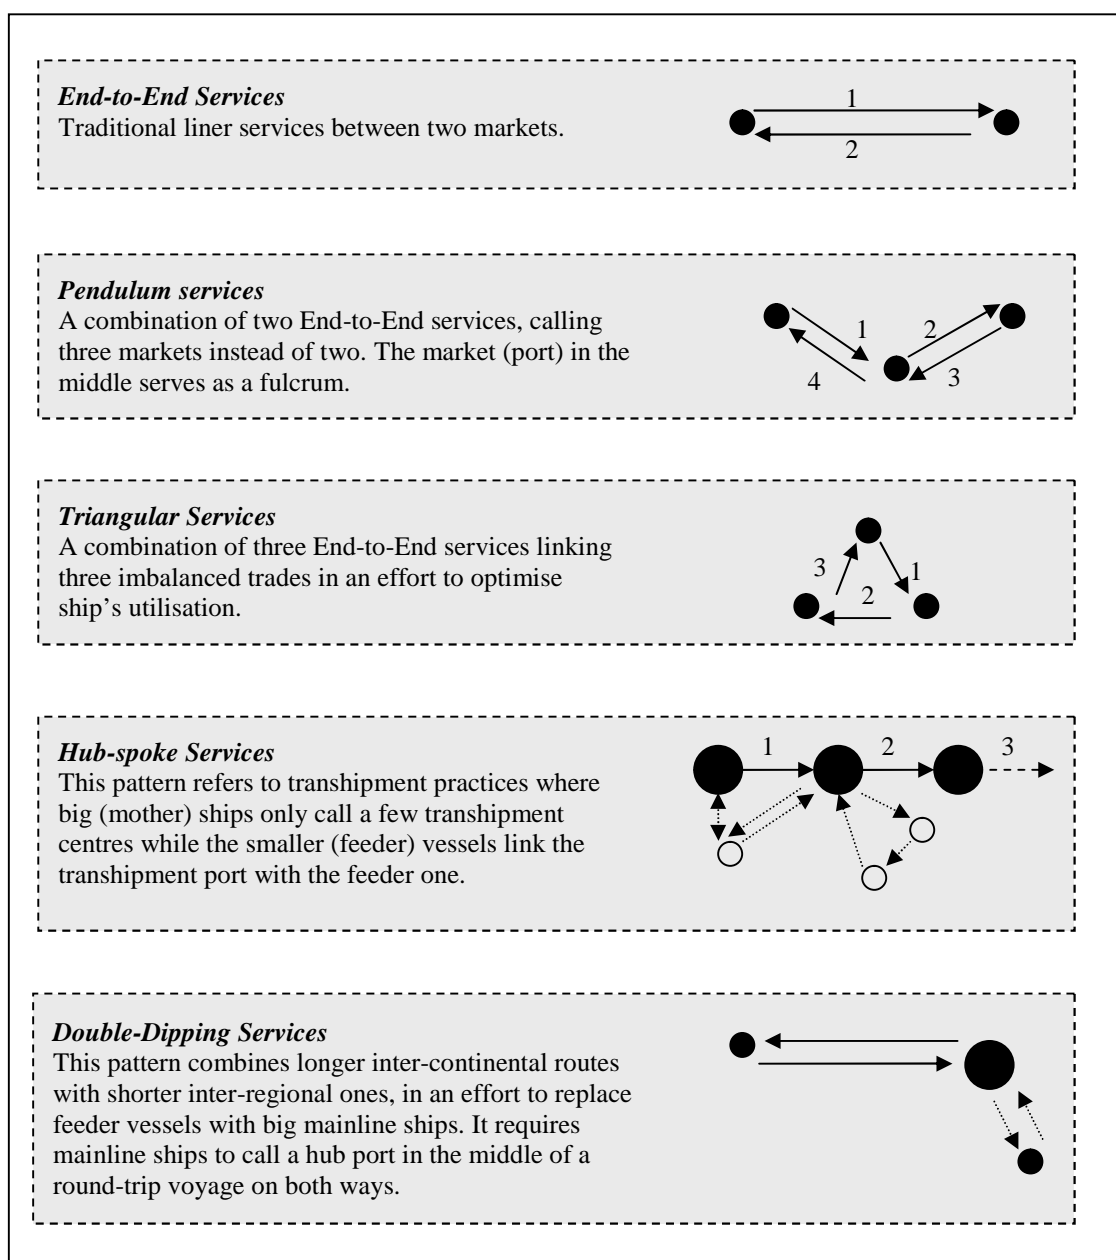 End-to-End Services
Traditional liner services between two markets.
1
2
Pendulum services
A combination of two End-to-End services, calling
three markets instead of two. The market (port) in the
middle serves as a fulcrum.
1
2
4
3
Triangular Services
A combination of three End-to-End services linking
three imbalanced trades in an effort to optimise
ship's utilisation.
3
1
2
Hub-spoke Services
This pattern refers to transhipment practices where
big (mother) ships only call a few transhipment
centres while the smaller (feeder) vessels link the
transhipment port with the feeder one.
1
2
3
Double-Dipping Services
This pattern combines longer inter-continental routes
with shorter inter-regional ones, in an effort to replace
feeder vessels with big mainline ships. It requires
mainline ships to call a hub port in the middle of a
round-trip voyage on both ways.